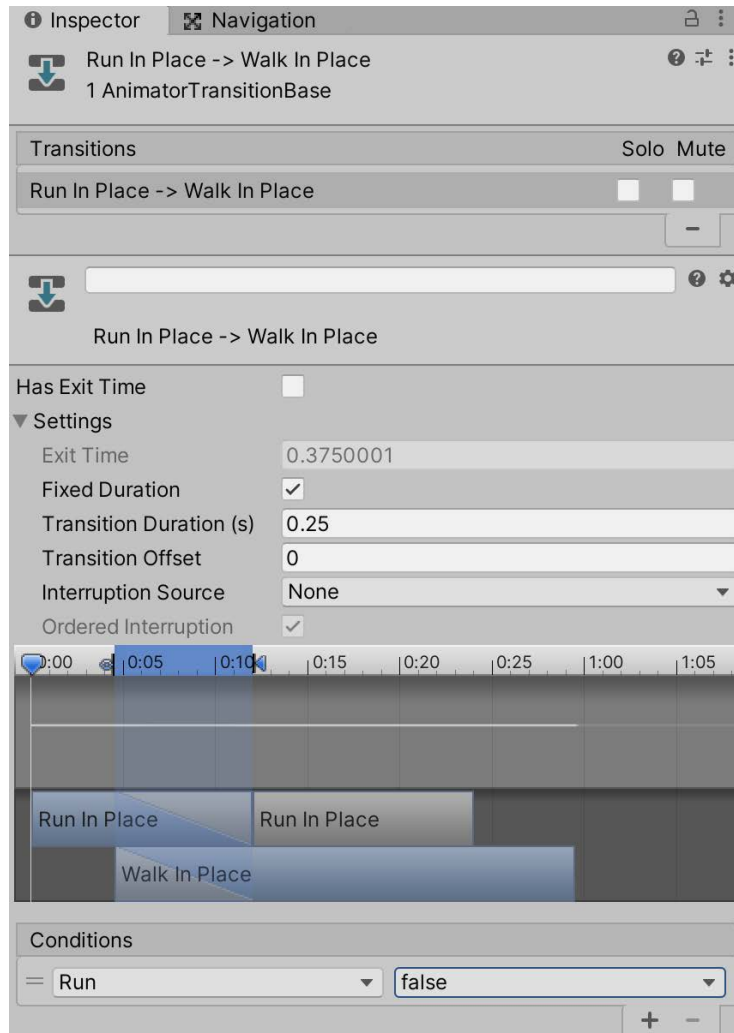 Inspector Navigation
Run In Place -> Walk In Place
1 AnimatorTransitionBase
Transitions Solo Mute
Run In Place -> Walk In Place
Run In Place -> Walk In Place
Has Exit Time
Settings
Exit Time 0.3750001
Fixed Duration
Transition Duration (s) 0.25
Transition Offset 0
Interruption Source None
Ordered Interruption
0:00 0:05 0:10 0:15 0:20 0:25 1:00 1:05
Run In Place Run In Place
Walk In Place
Conditions
Run false